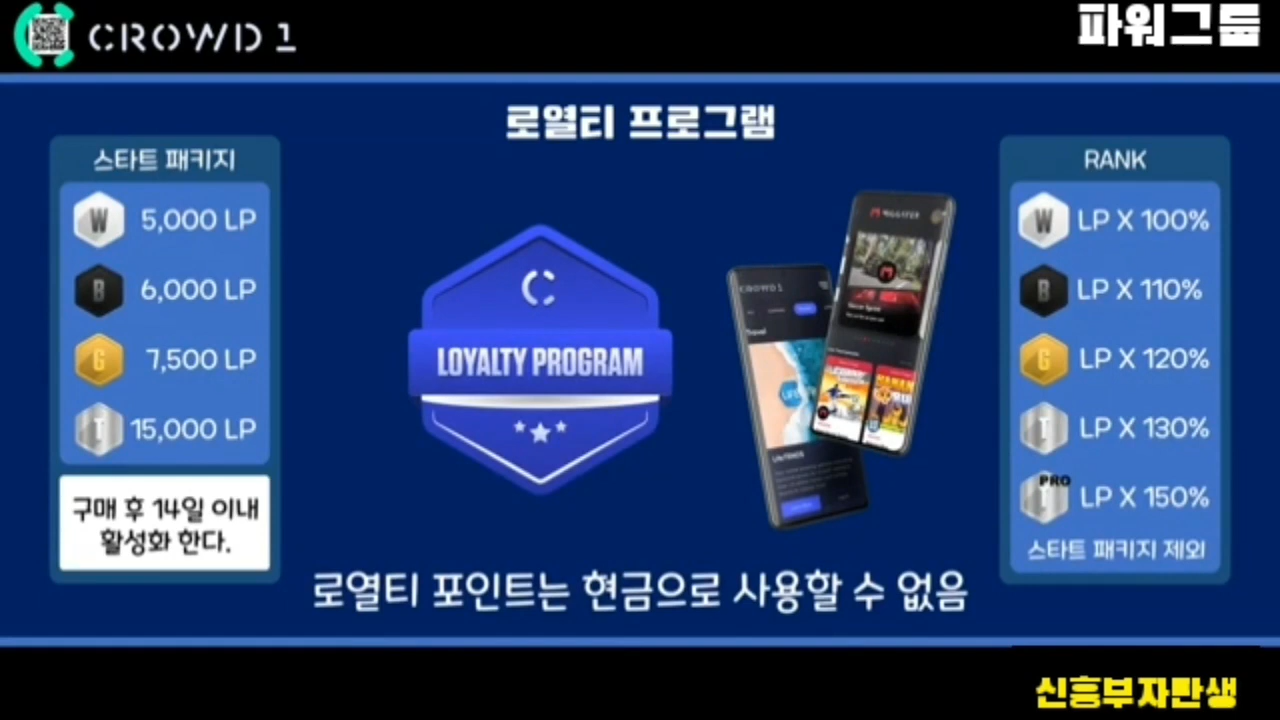 CROWD 1
파워그룹
로열티 프로그램
스타트 패키지
W 5,000 LP
B 6,000 LP
G 7,500 LP
T 15,000 LP
구매 후 14일 이내
활성화 한다.
LOYALTY PROGRAM
CROWD 1
Travel
MIGGSTER
RANK
W LP X 100%
B LP X 110%
G LP X 120%
T LP X 130%
PRO
T LP X 150%
스타트 패키지 제외
로열티 포인트는 현금으로 사용할 수 없음
신흥부자탄생